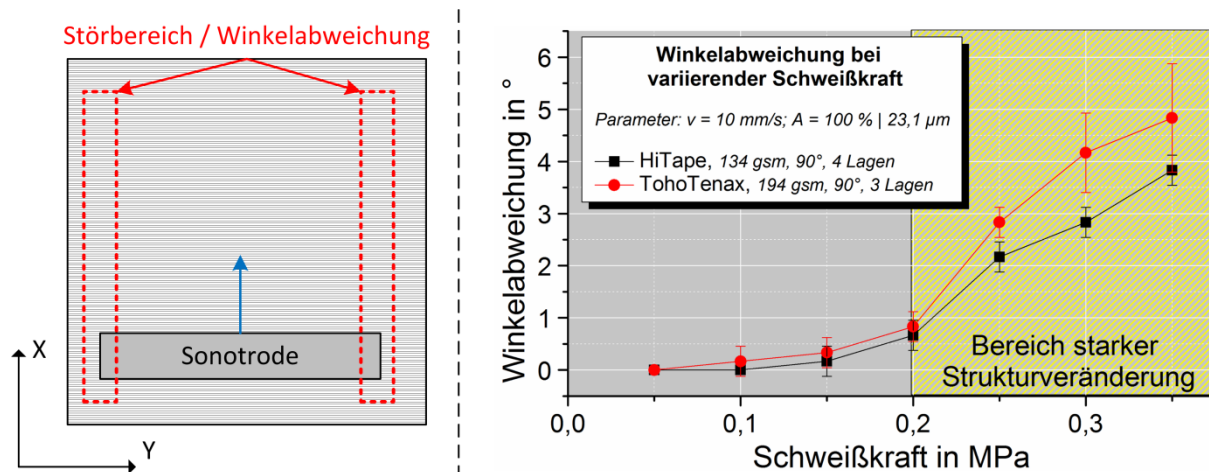 Störbereich / Winkelabweichung
Sonotrode
X
Y
Winkelabweichung in °
6
5
4
3
2
1
0
Winkelabweichung bei
variierender Schweißkraft
Parameter: v = 10 mm/s; A = 100 % | 23,1 µm
HiTape, 134 gsm, 90°, 4 Lagen
TohoTenax, 194 gsm, 90°, 3 Lagen
Bereich starker
Strukturveränderung
0,0 0,1 0,2 0,3
Schweißkraft in MPa